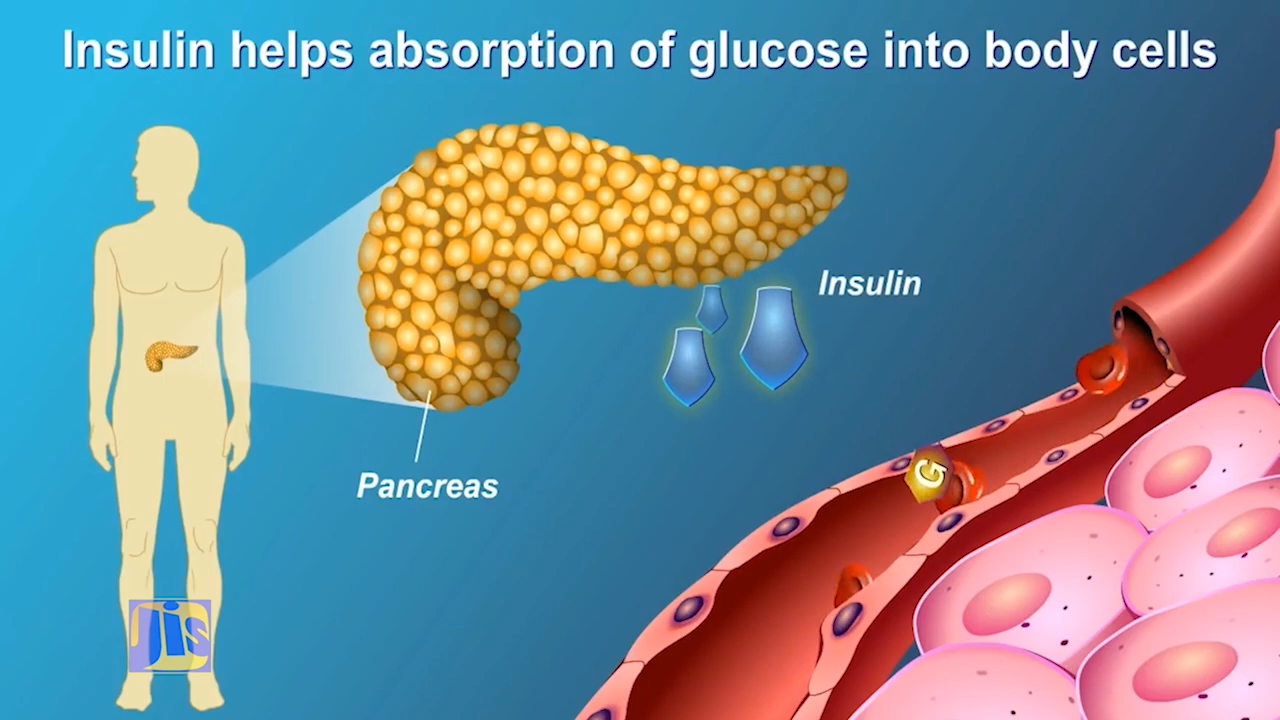 Insulin helps absorption of glucose into body cells
Insulin
Pancreas
G
Jis